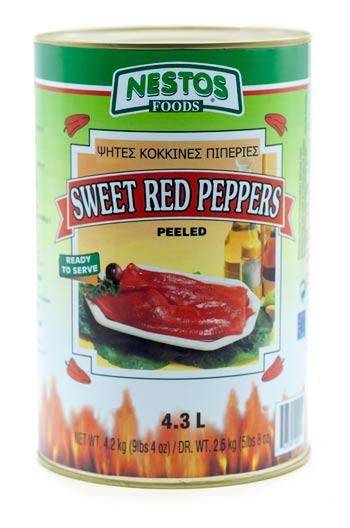 NESTOS
FOODS
ΨΗΤΕΣ ΚΟΚΚΙΝΕΣ ΠΙΠΕΡΙΕΣ
SWEET RED PEPPERS
PEELED
READY
TO SERVE
4.3 L
NET WT. 4.2 kg (9lbs 4 oz) / DR. WT. 2.5 kg (5lbs 8 oz)